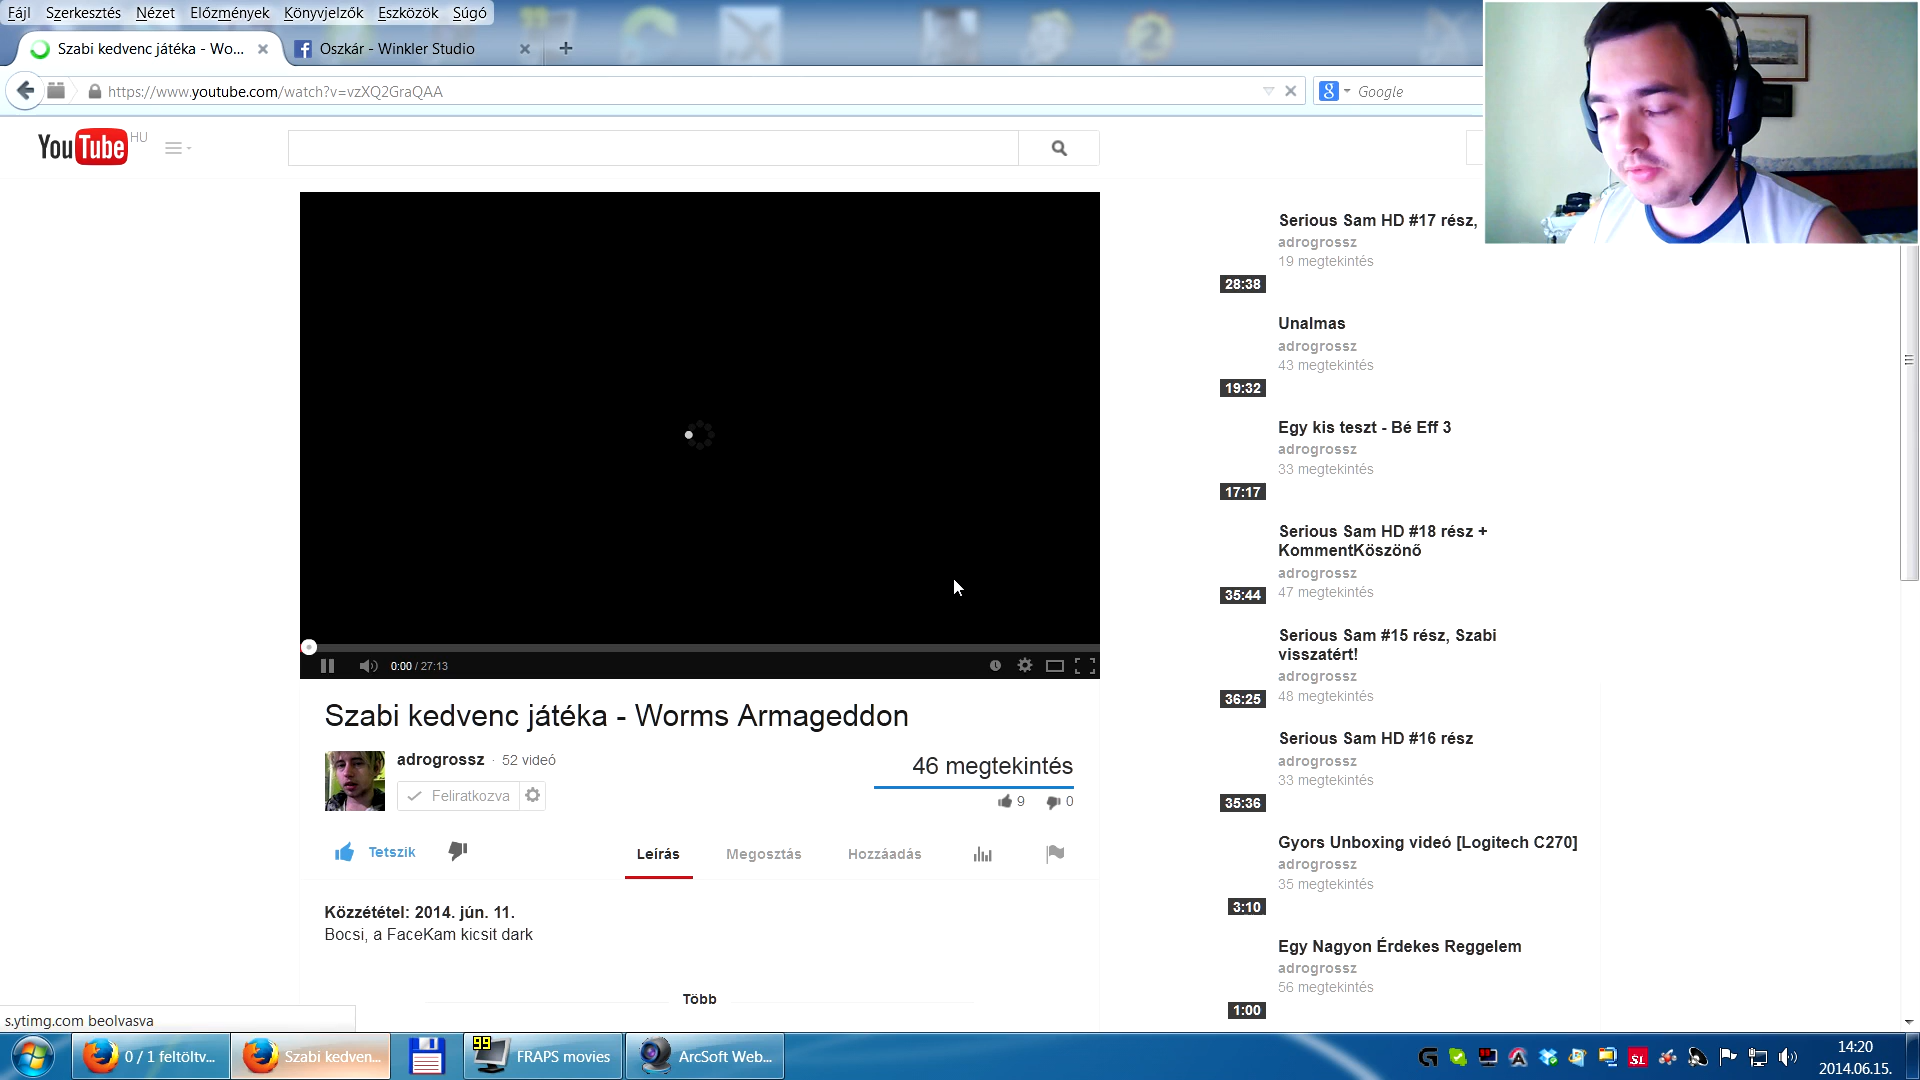 Fájl Szerkesztés Nézet Előzmények Könyvjelzők Eszközök Súgó
Szabi kedvenc játéka - Wo...
Oszkár - Winkler Studio
https://www.youtube.com/watch?v=vzXQ2GraQAA
Google
YouTube HU
Serious Sam HD #17 rész,
adrogrossz
19 megtekintés
28:38
Unalmas
adrogrossz
43 megtekintés
19:32
Egy kis teszt - Bé Eff 3
adrogrossz
33 megtekintés
17:17
Serious Sam HD #18 rész +
KommentKöszönő
adrogrossz
47 megtekintés
35:44
Serious Sam #15 rész, Szabi
visszatért!
adrogrossz
48 megtekintés
36:25
Serious Sam HD #16 rész
adrogrossz
33 megtekintés
35:36
Gyors Unboxing videó [Logitech C270]
adrogrossz
35 megtekintés
3:10
Egy Nagyon Érdekes Reggelem
adrogrossz
56 megtekintés
1:00
0:00 / 27:13
Szabi kedvenc játéka - Worms Armageddon
adrogrossz · 52 videó
Feliratkozva
46 megtekintés
9 0
Tetszik
Leírás Megosztás Hozzáadás
Közzététel: 2014. jún. 11.
Bocsi, a FaceKam kicsit dark
Több
s.ytimg.com beolvasva
0 / 1 feltöltv...
Szabi kedven...
99
FRAPS movies
ArcSoft Web...
SL
14:20
2014.06.15.